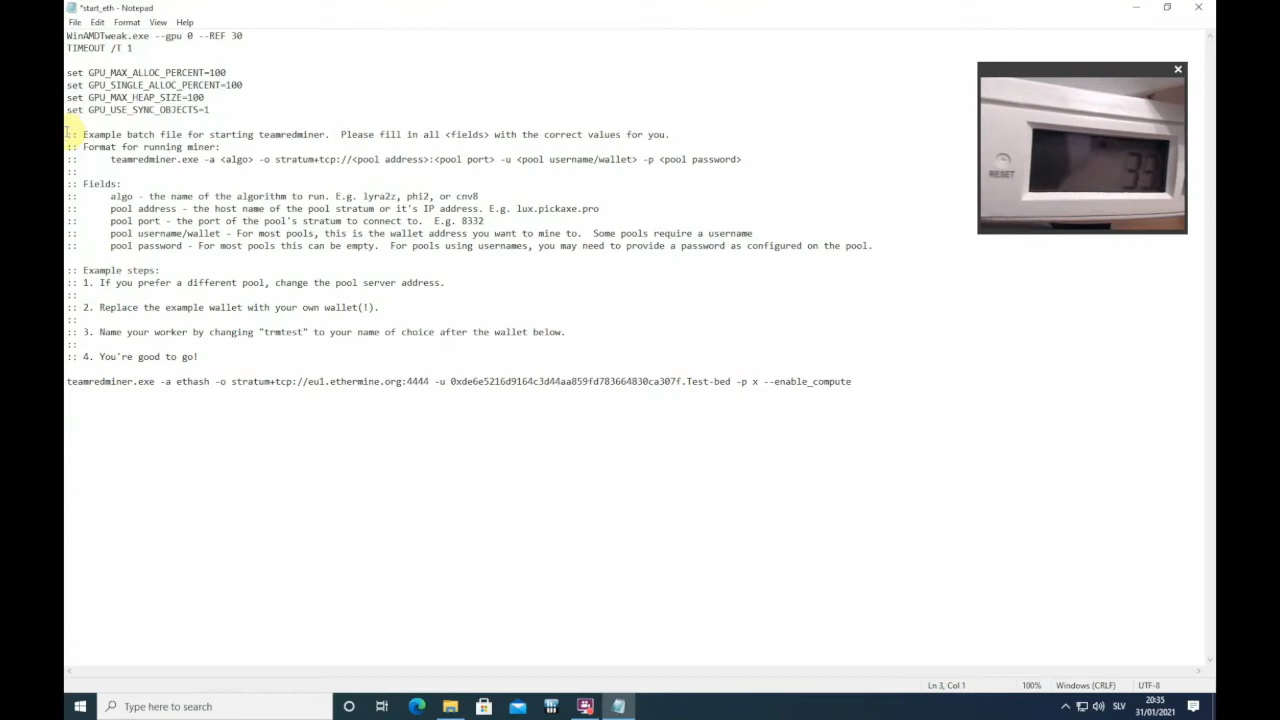 *start_eth - Notepad
File Edit Format View Help
WinAMDTweak.exe --gpu 0 --REF 30
TIMEOUT /T 1
set GPU_MAX_ALLOC_PERCENT=100
set GPU_SINGLE_ALLOC_PERCENT=100
set GPU_MAX_HEAP_SIZE=100
set GPU_USE_SYNC_OBJECTS=1
:: Example batch file for starting teamredminer. Please fill in all <fields> with the correct values for you.
:: Format for running miner:
:: teamredminer.exe -a <algo> -o stratum+tcp://<pool address>:<pool port> -u <pool username/wallet> -p <pool password>
::
:: Fields:
:: algo - the name of the algorithm to run. E.g. lyra2z, phi2, or cnv8
:: pool address - the host name of the pool stratum or it's IP address. E.g. lux.pickaxe.pro
:: pool port - the port of the pool's stratum to connect to. E.g. 8332
:: pool username/wallet - For most pools, this is the wallet address you want to mine to. Some pools require a username
:: pool password - For most pools this can be empty. For pools using usernames, you may need to provide a password as configured on the pool.
:: Example steps:
:: 1. If you prefer a different pool, change the pool server address.
::
:: 2. Replace the example wallet with your own wallet(!).
::
:: 3. Name your worker by changing "trmtest" to your name of choice after the wallet below.
::
:: 4. You're good to go!
teamredminer.exe -a ethash -o stratum+tcp://eu1.ethermine.org:4444 -u 0xde6e5216d9164c3d44aa859fd783664830ca307f.Test-bed -p x --enable_compute
RESET
Ln 3, Col 1 100% Windows (CRLF) UTF-8
Type here to search
SLV
20:35
31/01/2021